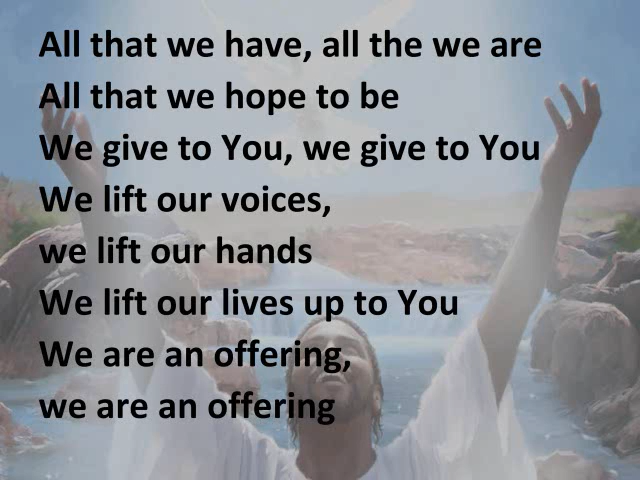 All that we have, all the we are
All that we hope to be
We give to You, we give to You
We lift our voices,
we lift our hands
We lift our lives up to You
We are an offering,
we are an offering